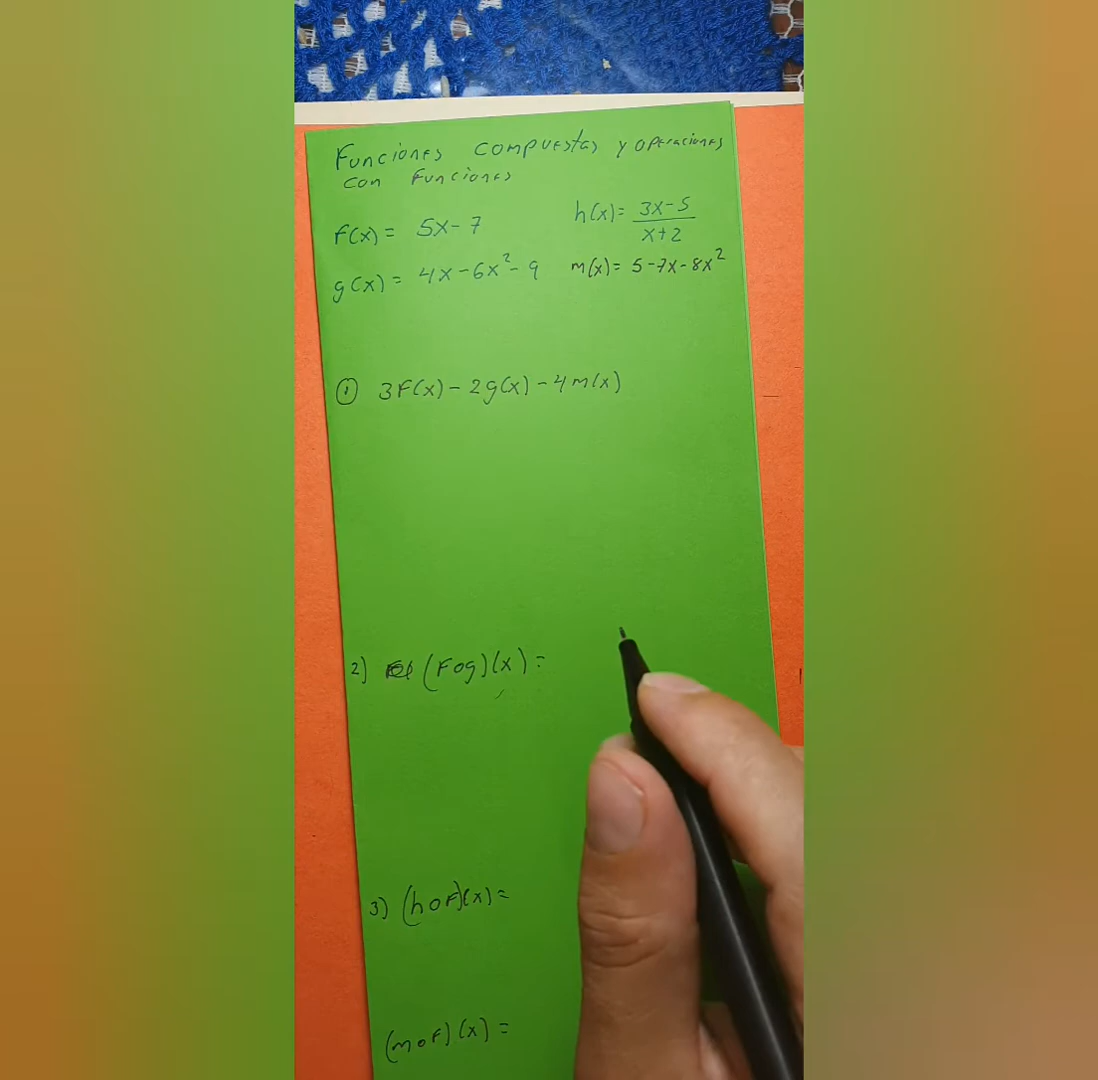 Funciones compuestas y operaciones
con funciones
f(x) = 5x - 7
h(x) = (3x - 5)/(x + 2)
g(x) = 4x - 6x² - 9
m(x) = 5 - 7x - 8x²
① 3f(x) - 2g(x) - 4m(x)
2) (fog)(x) =
3) (hof)(x) =
(mof)(x) =